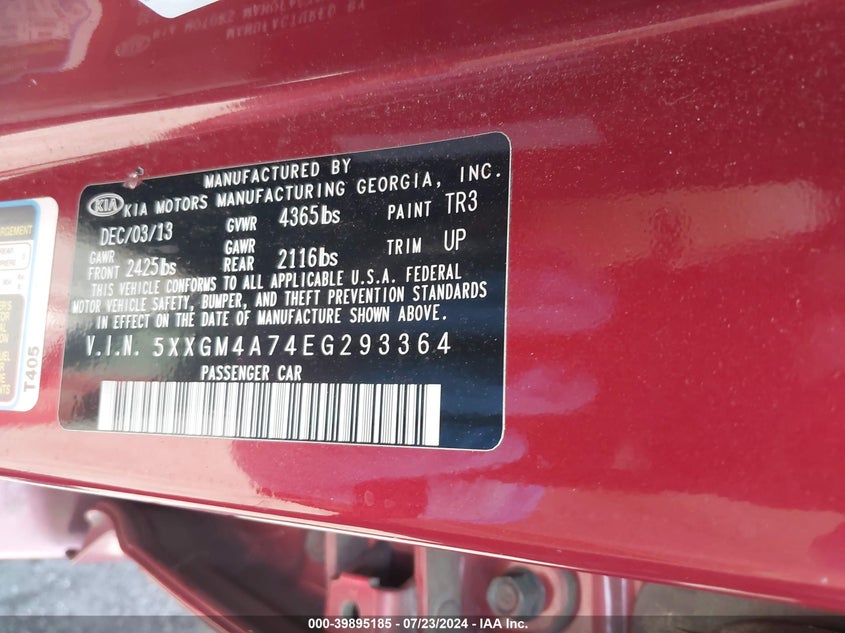 MANUFACTURED BY
KIA KIA MOTORS MANUFACTURING GEORGIA, INC.
DEC/03/13 GVWR 4365lbs PAINT TR3
GAWR FRONT 2425lbs GAWR REAR 2116lbs TRIM UP
THIS VEHICLE CONFORMS TO ALL APPLICABLE U.S.A. FEDERAL
MOTOR VEHICLE SAFETY, BUMPER, AND THEFT PREVENTION STANDARDS
IN EFFECT ON THE DATE OF MANUFACTURE SHOWN ABOVE.
V.I.N. 5XXGM4A74EG293364
PASSENGER CAR
T405
000-39895185 - 07/23/2024 - IAA Inc.